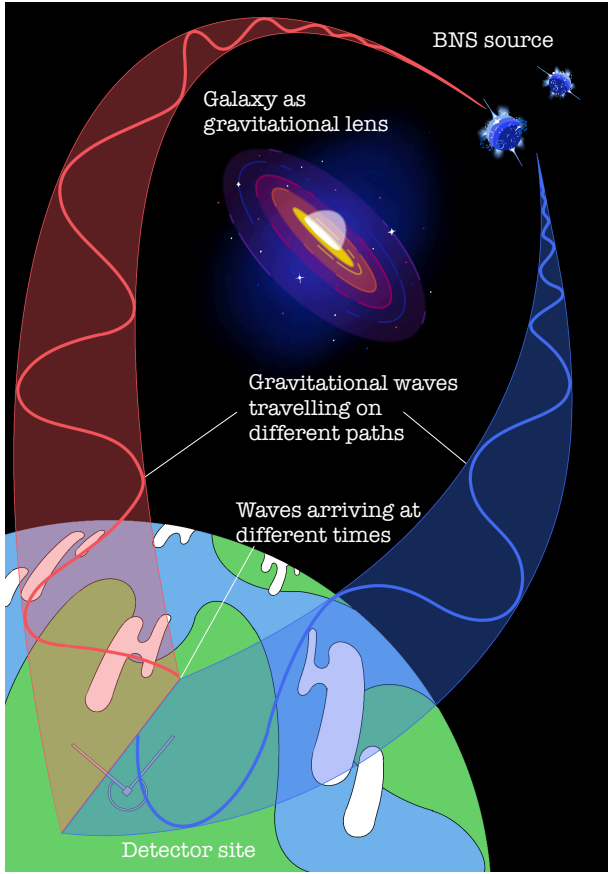 BNS source
Galaxy as
gravitational lens
Gravitational waves
travelling on
different paths
Waves arriving at
different times
Detector site